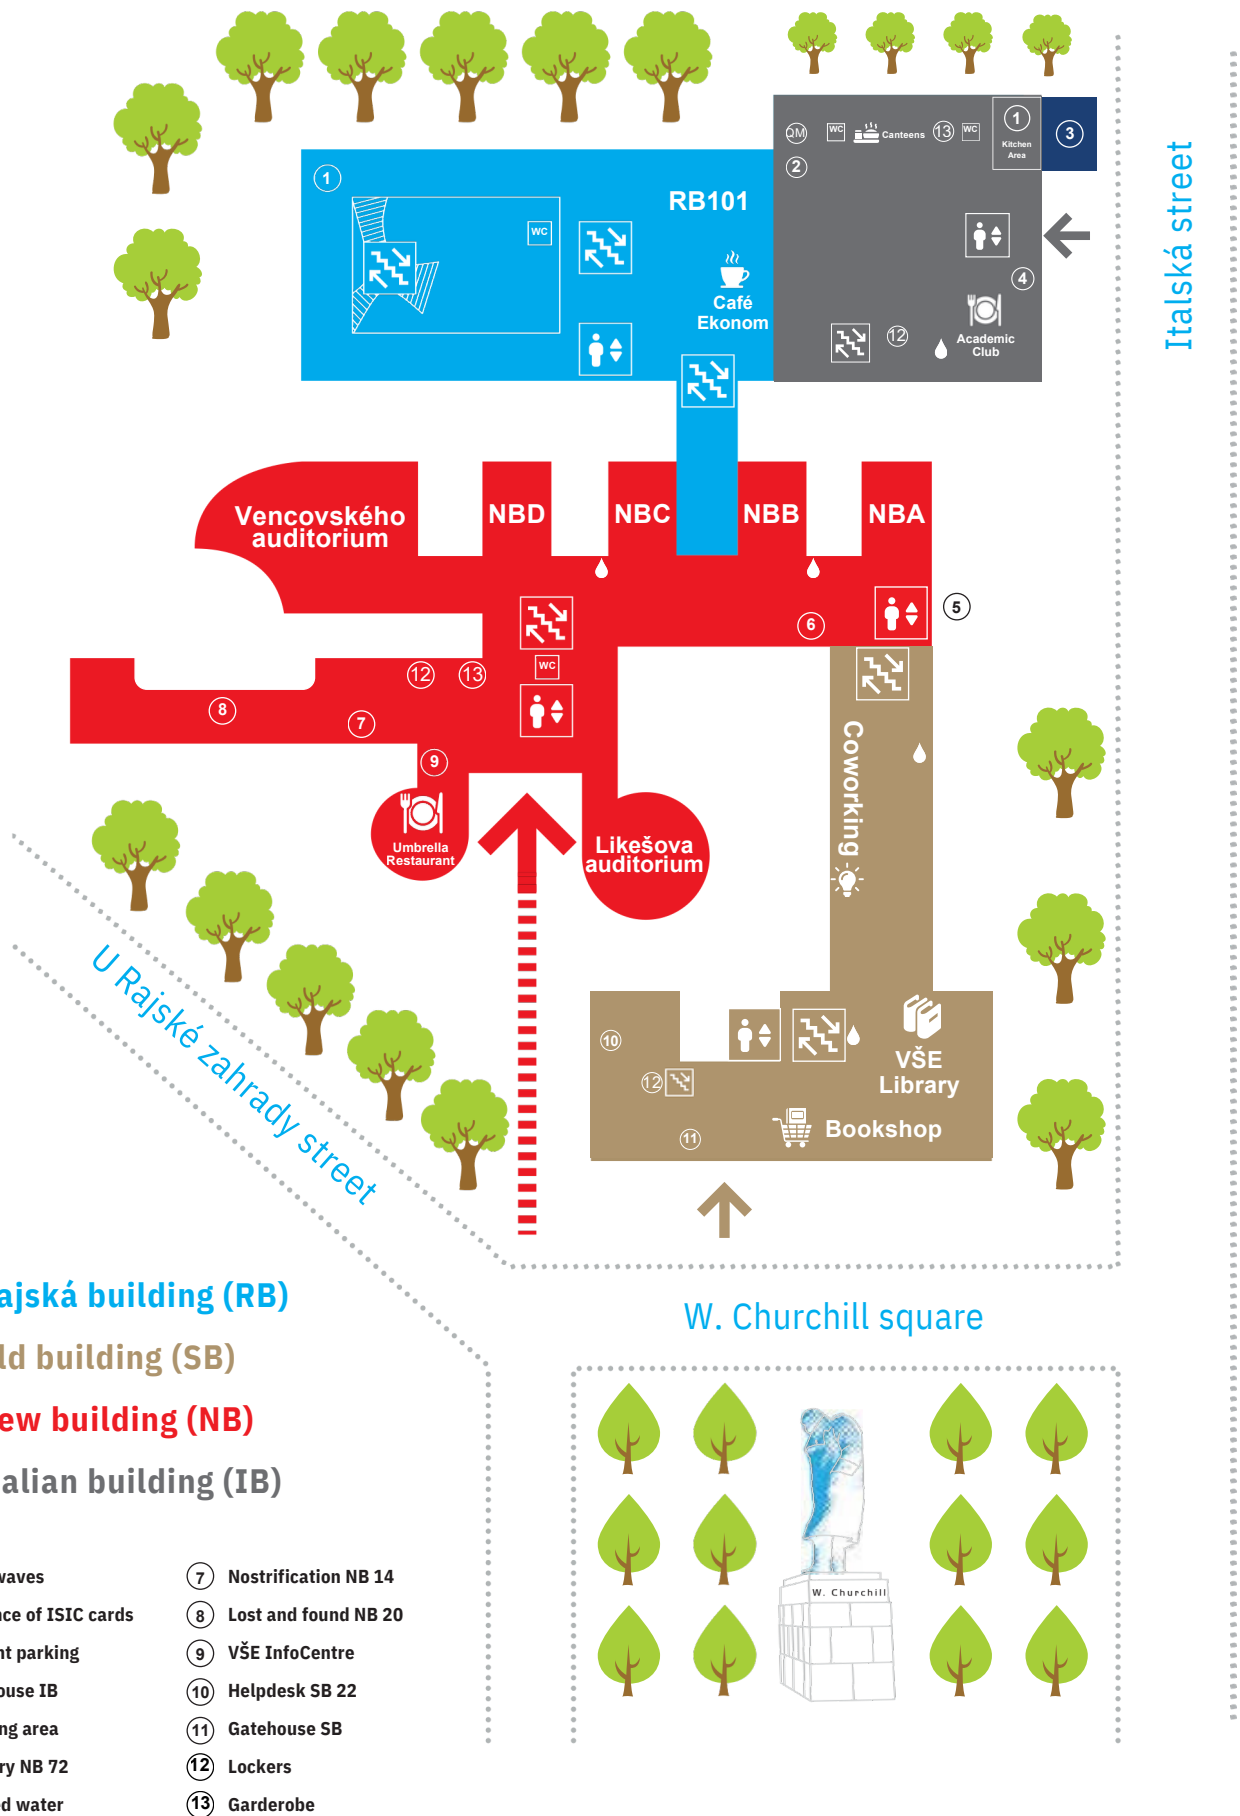 QM
WC
Canteens
13
WC
1
Kitchen
Area
3
2
1
RB101
WC
Café
Ekonom
4
Academic
Club
12
Italská street
Vencovského
auditorium
NBD
NBC
NBB
NBA
5
6
WC
12
13
8
7
9
Umbrella
Restaurant
Likešova
auditorium
Coworking
10
12
11
VŠE
Library
Bookshop
U Rajské zahrady street
W. Churchill square
W. Churchill
ajská building (RB)
ld building (SB)
ew building (NB)
alian building (IB)
waves
nce of ISIC cards
nt parking
ouse IB
ng area
ry NB 72
ed water
7 Nostrification NB 14
8 Lost and found NB 20
9 VŠE InfoCentre
10 Helpdesk SB 22
11 Gatehouse SB
12 Lockers
13 Garderobe